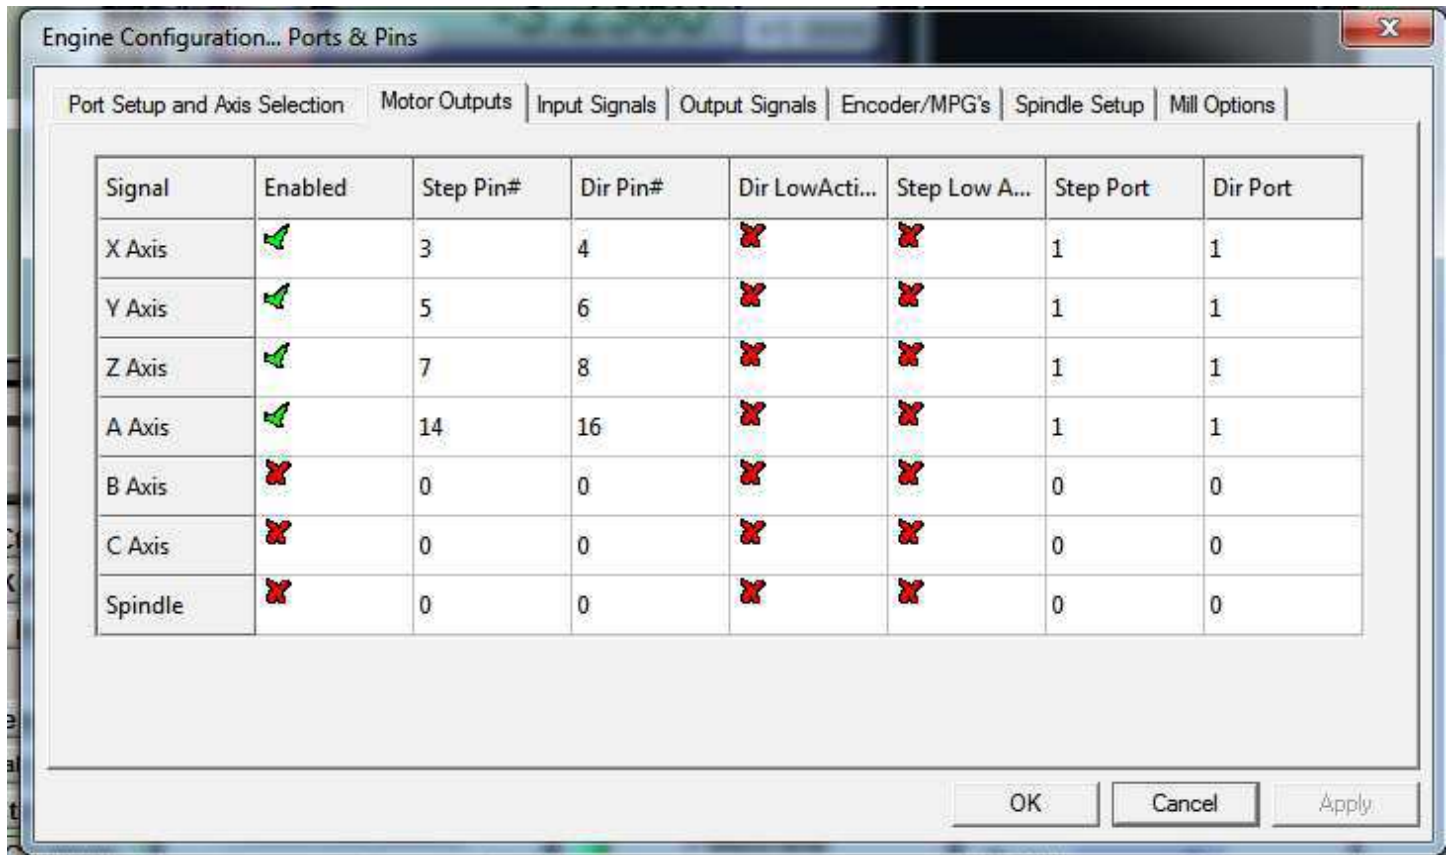 Engine Configuration... Ports & Pins
Port Setup and Axis Selection Motor Outputs Input Signals Output Signals Encoder/MPG's Spindle Setup Mill Options
Signal Enabled Step Pin# Dir Pin# Dir LowActi... Step Low A... Step Port Dir Port
X Axis 3 4 1 1
Y Axis 5 6 1 1
Z Axis 7 8 1 1
A Axis 14 16 1 1
B Axis 0 0 0 0
C Axis 0 0 0 0
Spindle 0 0 0 0
OK Cancel Apply